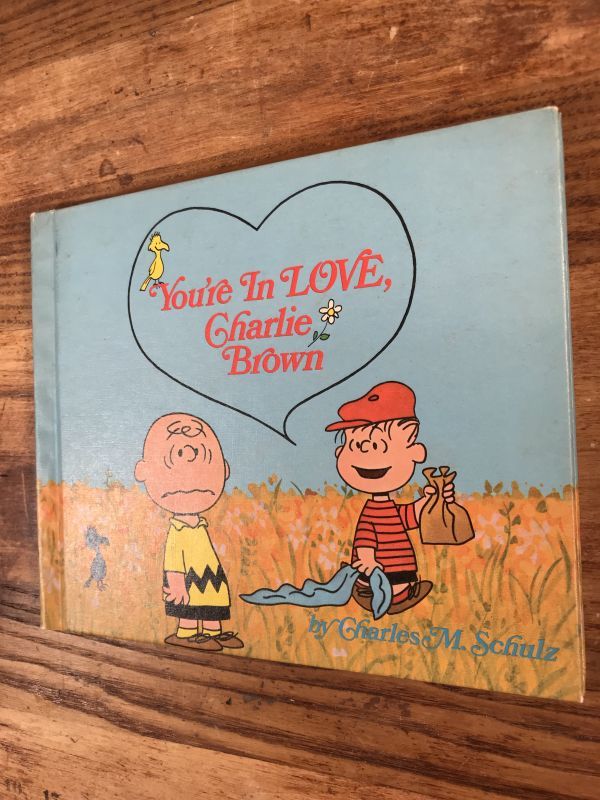 You're In LOVE,
Charlie
Brown
by Charles M. Schulz